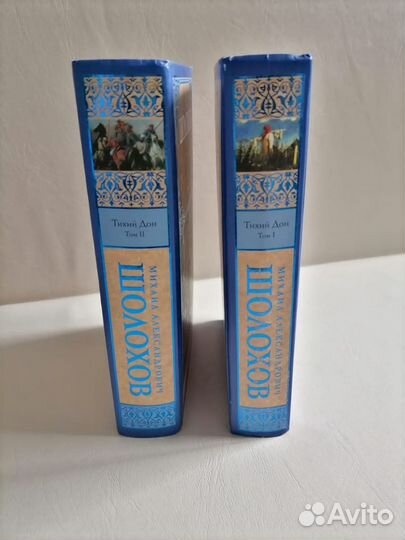 Тихий Дон
Том II
МИХАИЛ АЛЕКСАНДРОВИЧ
ШОЛОХОВ
Тихий Дон
Том I
МИХАИЛ АЛЕКСАНДРОВИЧ
ШОЛОХОВ
Avito